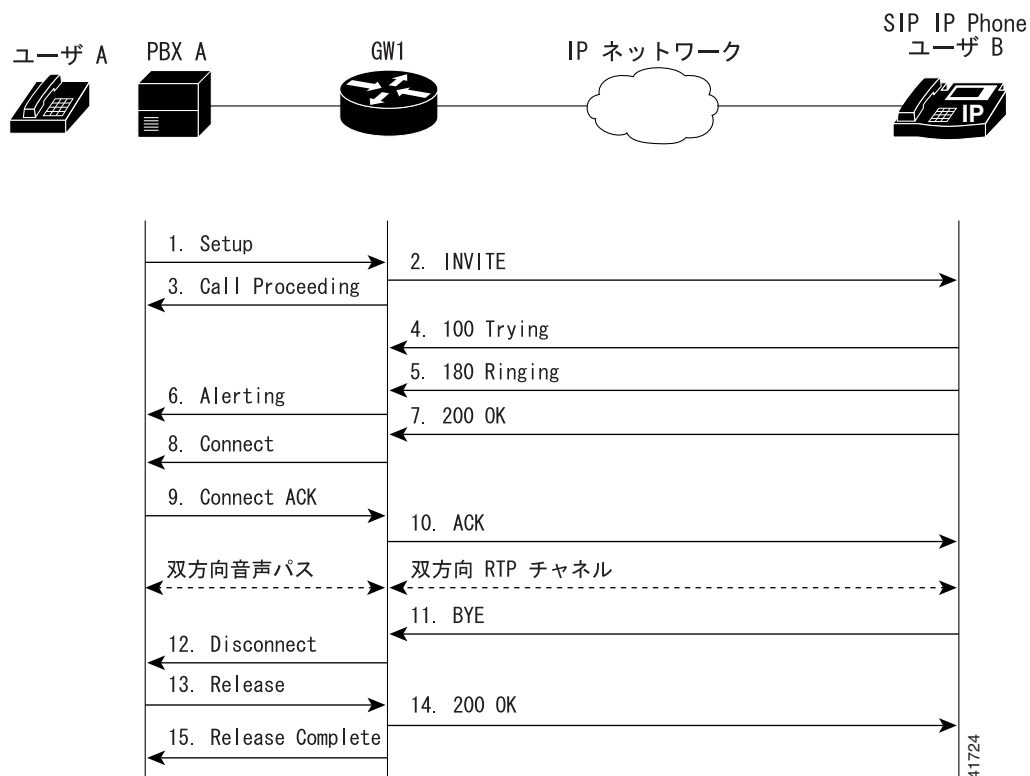 ユーザ A
PBX A
GW1
IP ネットワーク
SIP IP Phone
ユーザ B
IP
1. Setup
2. INVITE
3. Call Proceeding
4. 100 Trying
5. 180 Ringing
6. Alerting
7. 200 OK
8. Connect
9. Connect ACK
10. ACK
双方向音声パス
双方向 RTP チャネル
11. BYE
12. Disconnect
13. Release
14. 200 OK
15. Release Complete
41724